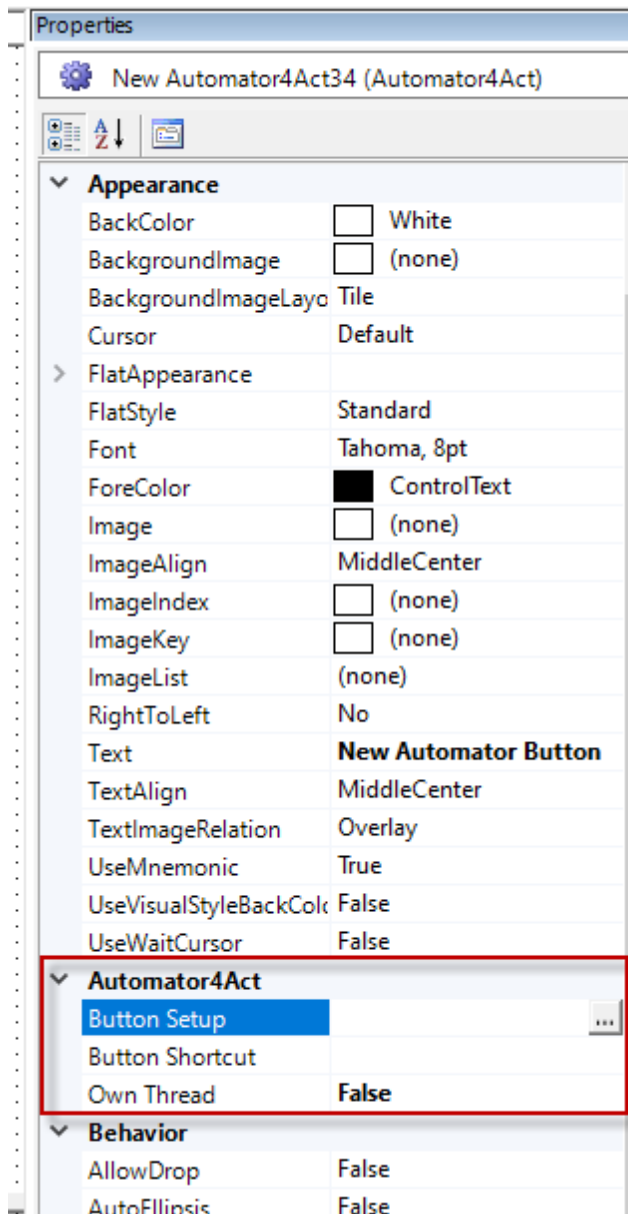 Properties
New Automator4Act34 (Automator4Act)
Appearance
BackColor White
BackgroundImage (none)
BackgroundImageLayo Tile
Cursor Default
FlatAppearance
FlatStyle Standard
Font Tahoma, 8pt
ForeColor ControlText
Image (none)
ImageAlign MiddleCenter
ImageIndex (none)
ImageKey (none)
ImageList (none)
RightToLeft No
Text New Automator Button
TextAlign MiddleCenter
TextImageRelation Overlay
UseMnemonic True
UseVisualStyleBackColo False
UseWaitCursor False
Automator4Act
Button Setup ...
Button Shortcut
Own Thread False
Behavior
AllowDrop False
AutoEllipsis False